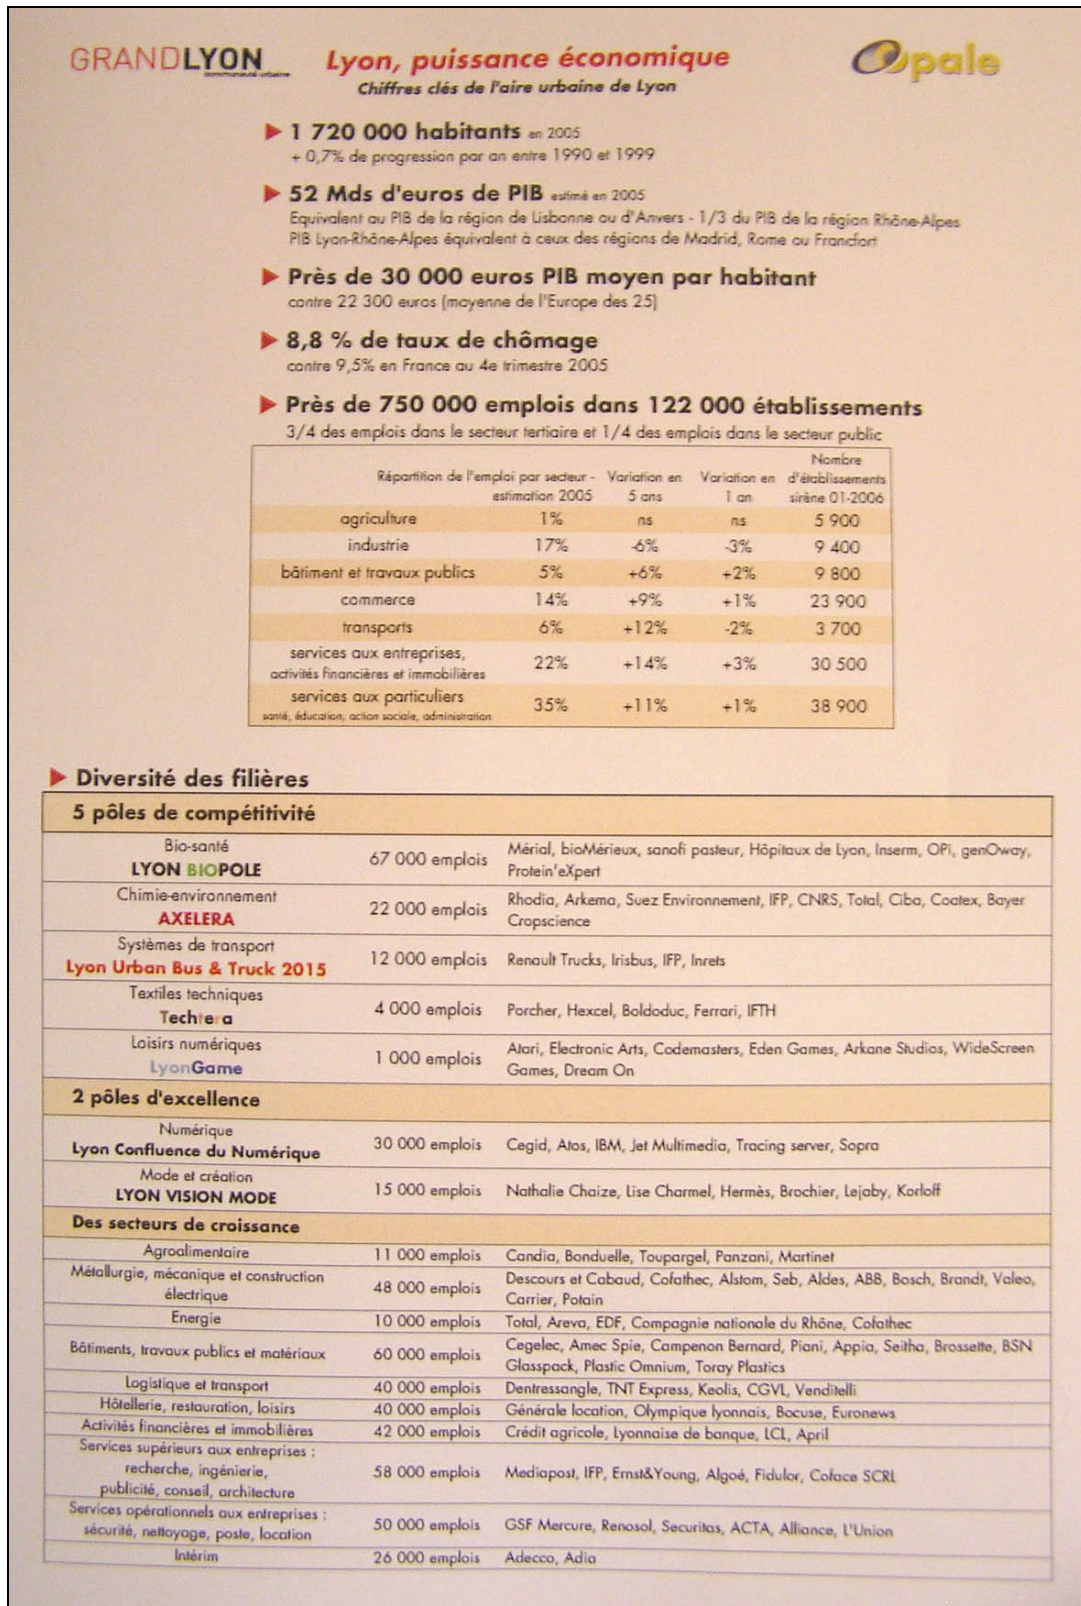 GRANDLYON
communauté urbaine
Lyon, puissance économique
Opale
Chiffres clés de l'aire urbaine de Lyon
1 720 000 habitants en 2005
+ 0,7% de progression par an entre 1990 et 1999
52 Mds d'euros de PIB estimé en 2005
Equivalent au PIB de la région de Lisbonne ou d'Anvers - 1/3 du PIB de la région Rhône-Alpes
PIB Lyon-Rhône-Alpes équivalent à ceux des régions de Madrid, Rome ou Francfort
Près de 30 000 euros PIB moyen par habitant
contre 22 300 euros (moyenne de l'Europe des 25)
8,8 % de taux de chômage
contre 9,5% en France au 4e trimestre 2005
Près de 750 000 emplois dans 122 000 établissements
3/4 des emplois dans le secteur tertiaire et 1/4 des emplois dans le secteur public
Nombre
Répartition de l'emploi par secteur - Variation en Variation en d'établissements
estimation 2005 5 ans 1 an sirène 01-2006
agriculture 1% ns ns 5 900
industrie 17% -6% -3% 9 400
bâtiment et travaux publics 5% +6% +2% 9 800
commerce 14% +9% +1% 23 900
transports 6% +12% -2% 3 700
services aux entreprises,
activités financières et immobilières 22% +14% +3% 30 500
services aux particuliers
santé, éducation, action sociale, administration 35% +11% +1% 38 900
Diversité des filières
5 pôles de compétitivité
Bio-santé
LYON BIOPOLE
67 000 emplois
Mérial, bioMérieux, sanofi pasteur, Hôpitaux de Lyon, Inserm, OPi, genOway,
Protein'eXpert
Chimie-environnement
AXELERA
22 000 emplois
Rhodia, Arkema, Suez Environnement, IFP, CNRS, Total, Ciba, Coatex, Bayer
Cropscience
Systèmes de transport
Lyon Urban Bus & Truck 2015
12 000 emplois
Renault Trucks, Irisbus, IFP, Inrets
Textiles techniques
Techtera
4 000 emplois
Porcher, Hexcel, Boldoduc, Ferrari, IFTH
Loisirs numériques
LyonGame
1 000 emplois
Atari, Electronic Arts, Codemasters, Eden Games, Arkane Studios, WideScreen
Games, Dream On
2 pôles d'excellence
Numérique
Lyon Confluence du Numérique
30 000 emplois
Cegid, Atos, IBM, Jet Multimedia, Tracing server, Sopra
Mode et création
LYON VISION MODE
15 000 emplois
Nathalie Chaize, Lise Charmel, Hermès, Brochier, Lejaby, Korloff
Des secteurs de croissance
Agroalimentaire 11 000 emplois Candia, Bonduelle, Toupargel, Panzani, Martinet
Métallurgie, mécanique et construction
électrique
48 000 emplois
Descours et Cabaud, Cofathec, Alstom, Seb, Aldes, ABB, Bosch, Brandt, Valeo,
Carrier, Potain
Energie 10 000 emplois Total, Areva, EDF, Compagnie nationale du Rhône, Cofathec
Bâtiments, travaux publics et matériaux
60 000 emplois
Cegelec, Amec Spie, Campenon Bernard, Piani, Appia, Seitha, Brossette, BSN
Glasspack, Plastic Omnium, Toray Plastics
Logistique et transport 40 000 emplois Dentressangle, TNT Express, Keolis, CGVL, Venditelli
Hôtellerie, restauration, loisirs 40 000 emplois Générale location, Olympique lyonnais, Bocuse, Euronews
Activités financières et immobilières 42 000 emplois Crédit agricole, Lyonnaise de banque, LCL, April
Services supérieurs aux entreprises :
recherche, ingénierie,
publicité, conseil, architecture
58 000 emplois
Mediapost, IFP, Ernst&Young, Algoé, Fidulor, Coface SCRL
Services opérationnels aux entreprises :
sécurité, nettoyage, poste, location
50 000 emplois
GSF Mercure, Renosol, Securitas, ACTA, Alliance, L'Union
Intérim 26 000 emplois Adecco, Adia